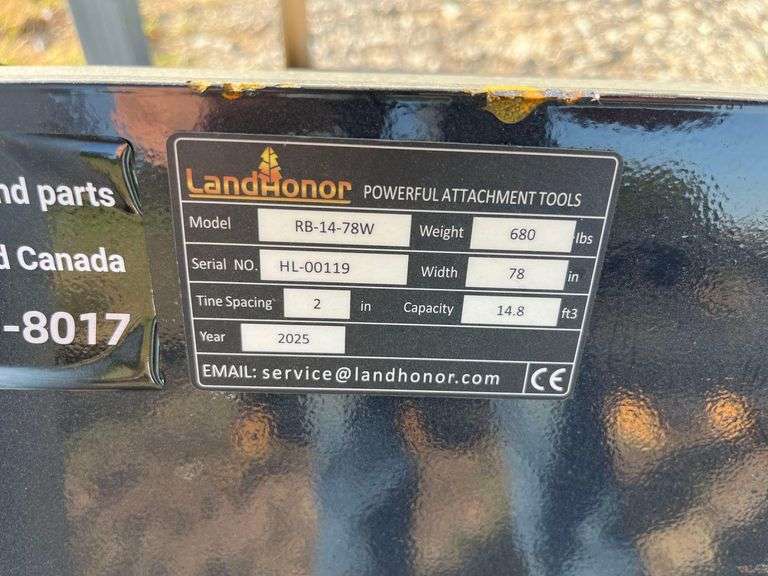 nd parts
d Canada
-8017
LANDHONOR POWERFUL ATTACHMENT TOOLS
Model RB-14-78W Weight 680 lbs
Serial NO. HL-00119 Width 78 in
Tine Spacing 2 in Capacity 14.8 ft3
Year 2025
EMAIL: service@landhonor.com CE